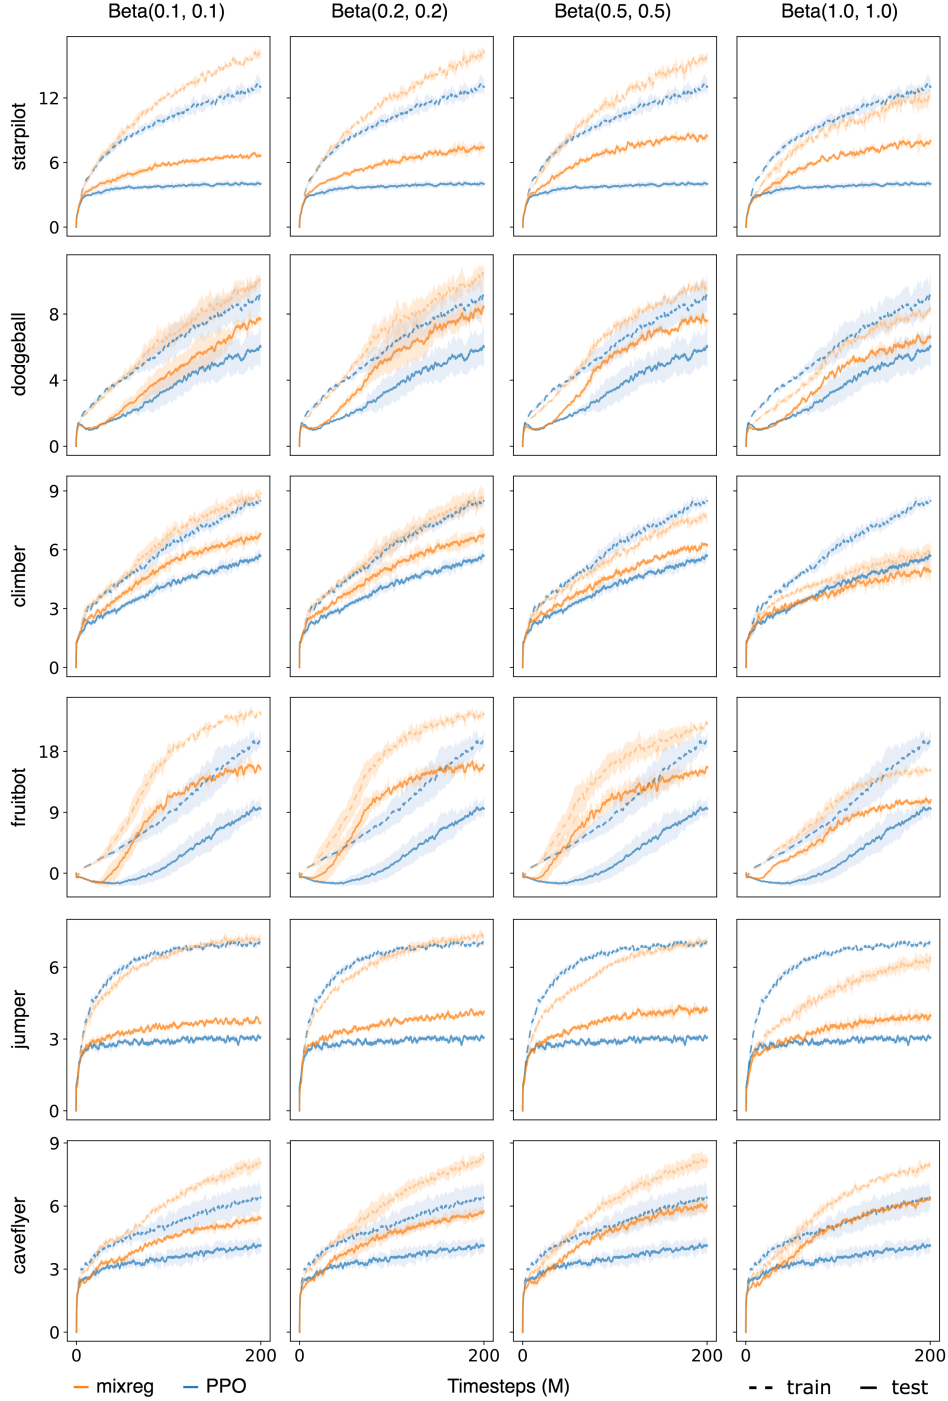 Beta(0.1, 0.1) Beta(0.2, 0.2) Beta(0.5, 0.5) Beta(1.0, 1.0)
starpilot
12
6
0
dodgeball
8
4
0
climber
9
6
3
0
fruitbot
18
9
0
jumper
6
3
0
caveflyer
9
6
3
0
0 200 0 200 0 200 0 200
mixreg PPO Timesteps (M) train test